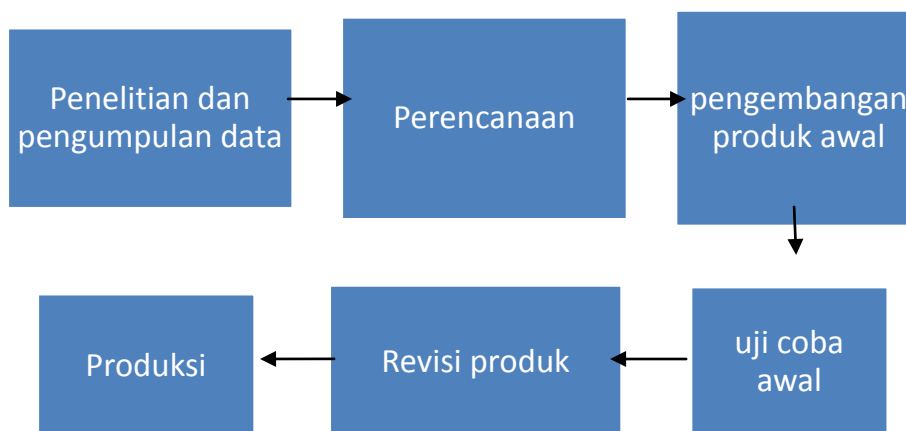 Penelitian dan
pengumpulan data
Perencanaan
pengembangan
produk awal
uji coba
awal
Revisi produk
Produksi